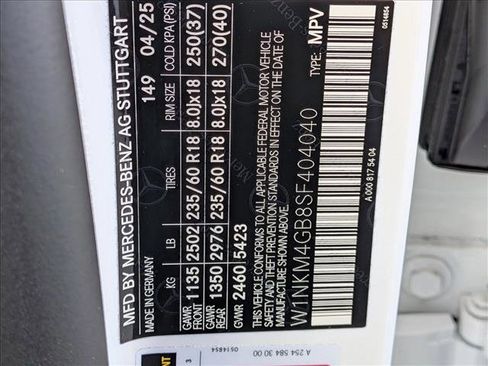 MFD BY MERCEDES-BENZ-AG-STUTTGART
MADE IN GERMANY 149 04/25
KG LB TIRES RIM SIZE COLD KPA(PSI)
GAWR FRONT 1135 2502 235/60 R18 8.0Jx18 250(37)
GAWR REAR 1350 2976 235/60 R18 8.0Jx18 270(40)
GVWR 2460 5423
THIS VEHICLE CONFORMS TO ALL APPLICABLE FEDERAL MOTOR VEHICLE
SAFETY AND THEFT PREVENTION STANDARDS IN EFFECT ON THE DATE OF
MANUFACTURE SHOWN ABOVE.
W1NKM4GB8SF404040 TYPE: MPV
A 000 817 54 04
0514854
0514854
A 254 584 30 00
3